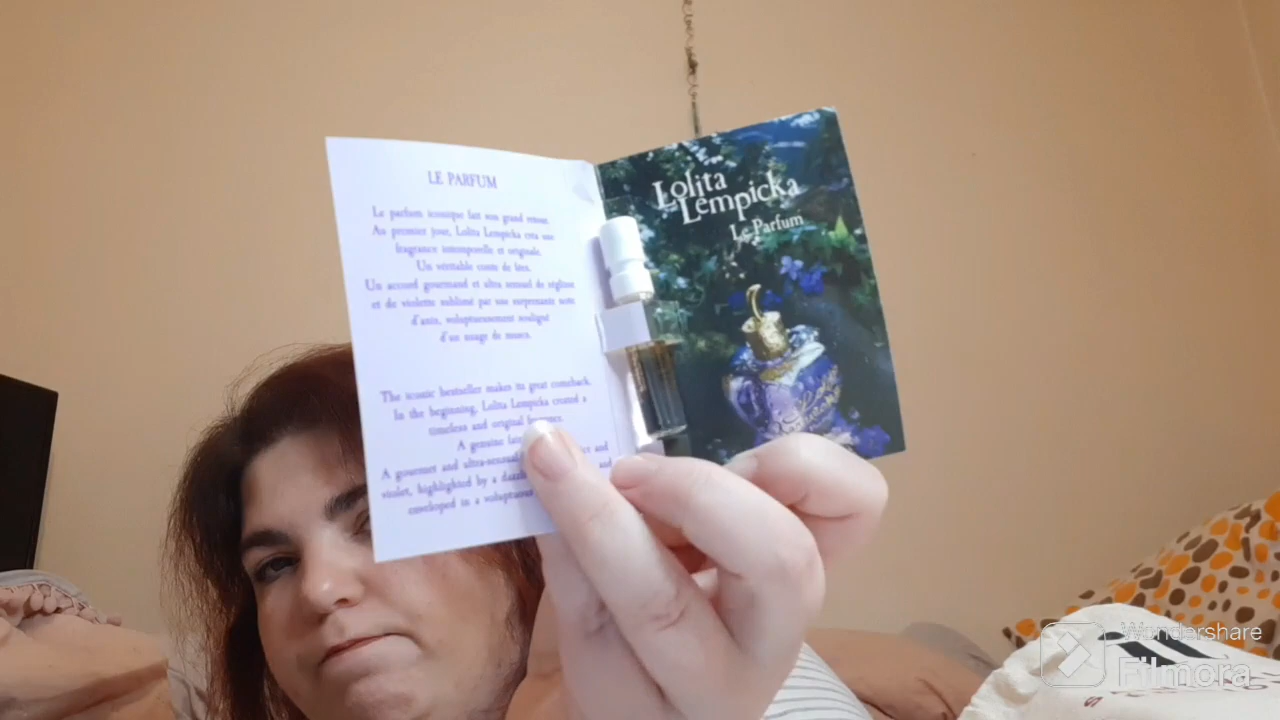 LE PARFUM
Le parfum iconique fait son grand retour.
Au premier jour, Lolita Lempicka créa une
fragrance intemporelle et originale.
Un véritable conte de fées.
Un accord gourmand et ultra sensuel de réglisse
et de violette sublimé par une surprenante note
d'anis, voluptueusement souligné
d'un nuage de muscs.
The iconic bestseller makes its great comeback.
In the beginning, Lolita Lempicka created a
timeless and original
A genuine
A gourmet and ultra-sensual and
violet, highlighted by a and
enveloped in a
Lolita
Lempicka
Le Parfum
Wondershare
Filmora